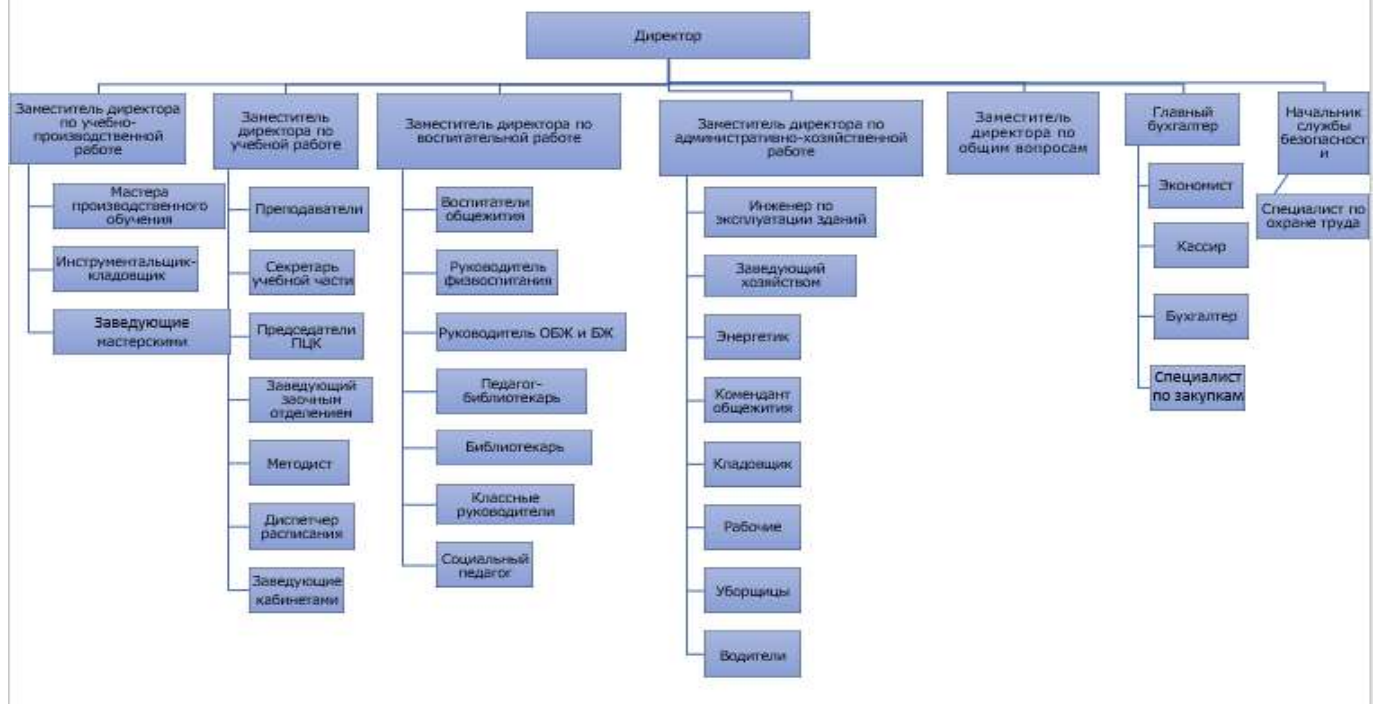 Директор
Заместитель директора
по учебно-
производственной
работе
Мастера
производственного
обучения
Инструментальщик-
кладовщик
Заведующие
мастерскими
Заместитель
директора по
учебной работе
Преподаватели
Секретарь
учебной части
Председатели
ПЦК
Заведующий
заочным
отделением
Методист
Диспетчер
расписания
Заведующие
кабинетами
Заместитель директора по
воспитательной работе
Воспитатели
общежития
Руководитель
физвоспитания
Руководитель ОБЖ и БЖ
Педагог-
библиотекарь
Библиотекарь
Классные
руководители
Социальный
педагог
Заместитель директора по
административно-хозяйственной
работе
Инженер по
эксплуатации зданий
Заведующий
хозяйством
Энергетик
Комендант
общежития
Кладовщик
Рабочие
Уборщицы
Водители
Заместитель
директора по
общим вопросам
Главный
бухгалтер
Экономист
Кассир
Бухгалтер
Специалист
по закупкам
Начальник
службы
безопасност
и
Специалист по
охране труда